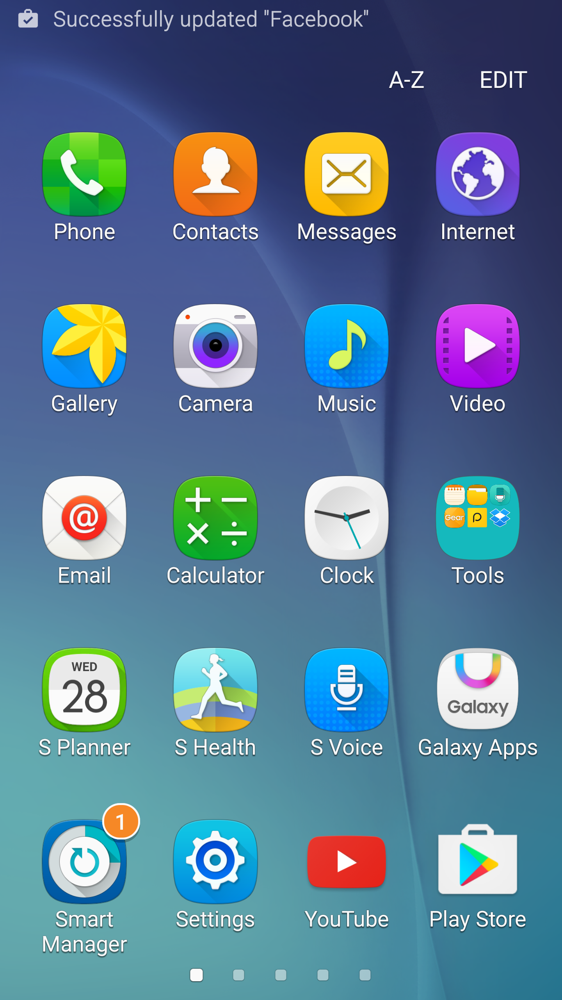 Successfully updated "Facebook"
A-Z EDIT
Phone Contacts Messages Internet
Gallery Camera Music Video
Gear
Email Calculator Clock Tools
WED
28
Galaxy
S Planner S Health S Voice Galaxy Apps
1
Smart Manager Settings YouTube Play Store